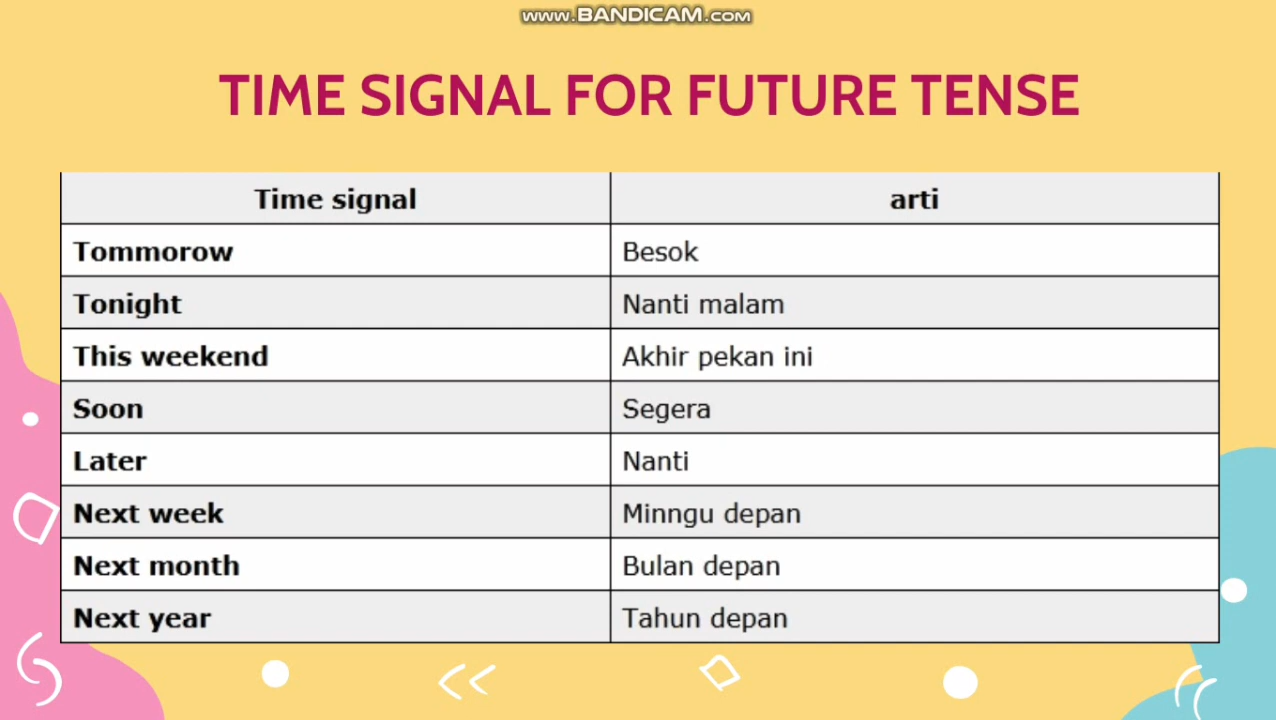 www.BANDICAM.com
TIME SIGNAL FOR FUTURE TENSE
Time signal arti
Tommorow Besok
Tonight Nanti malam
This weekend Akhir pekan ini
Soon Segera
Later Nanti
Next week Minngu depan
Next month Bulan depan
Next year Tahun depan